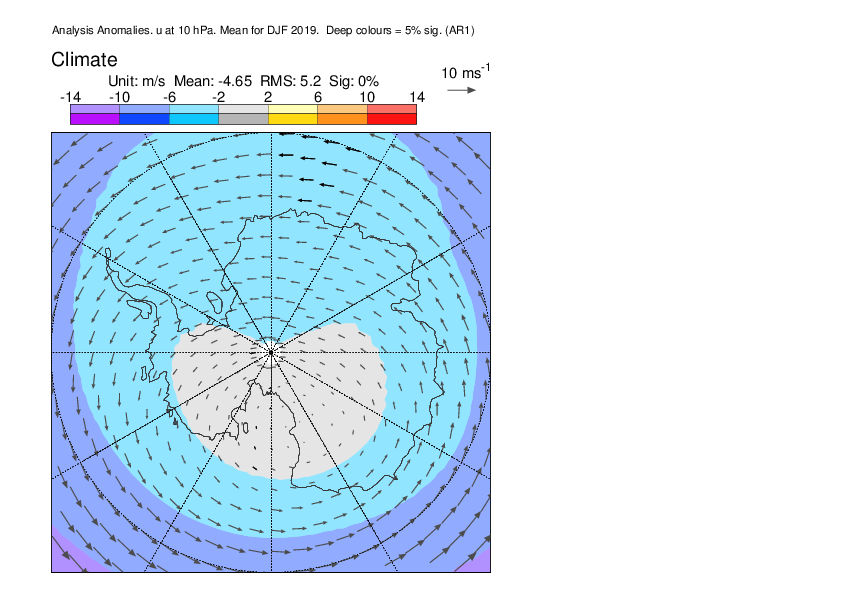 Analysis Anomalies. u at 10 hPa. Mean for DJF 2019.  Deep colours = 5% sig. (AR1)
Climate
10 ms-1
Unit: m/s  Mean: -4.65  RMS: 5.2  Sig: 0%
-14 -10 -6 -2 2 6 10 14